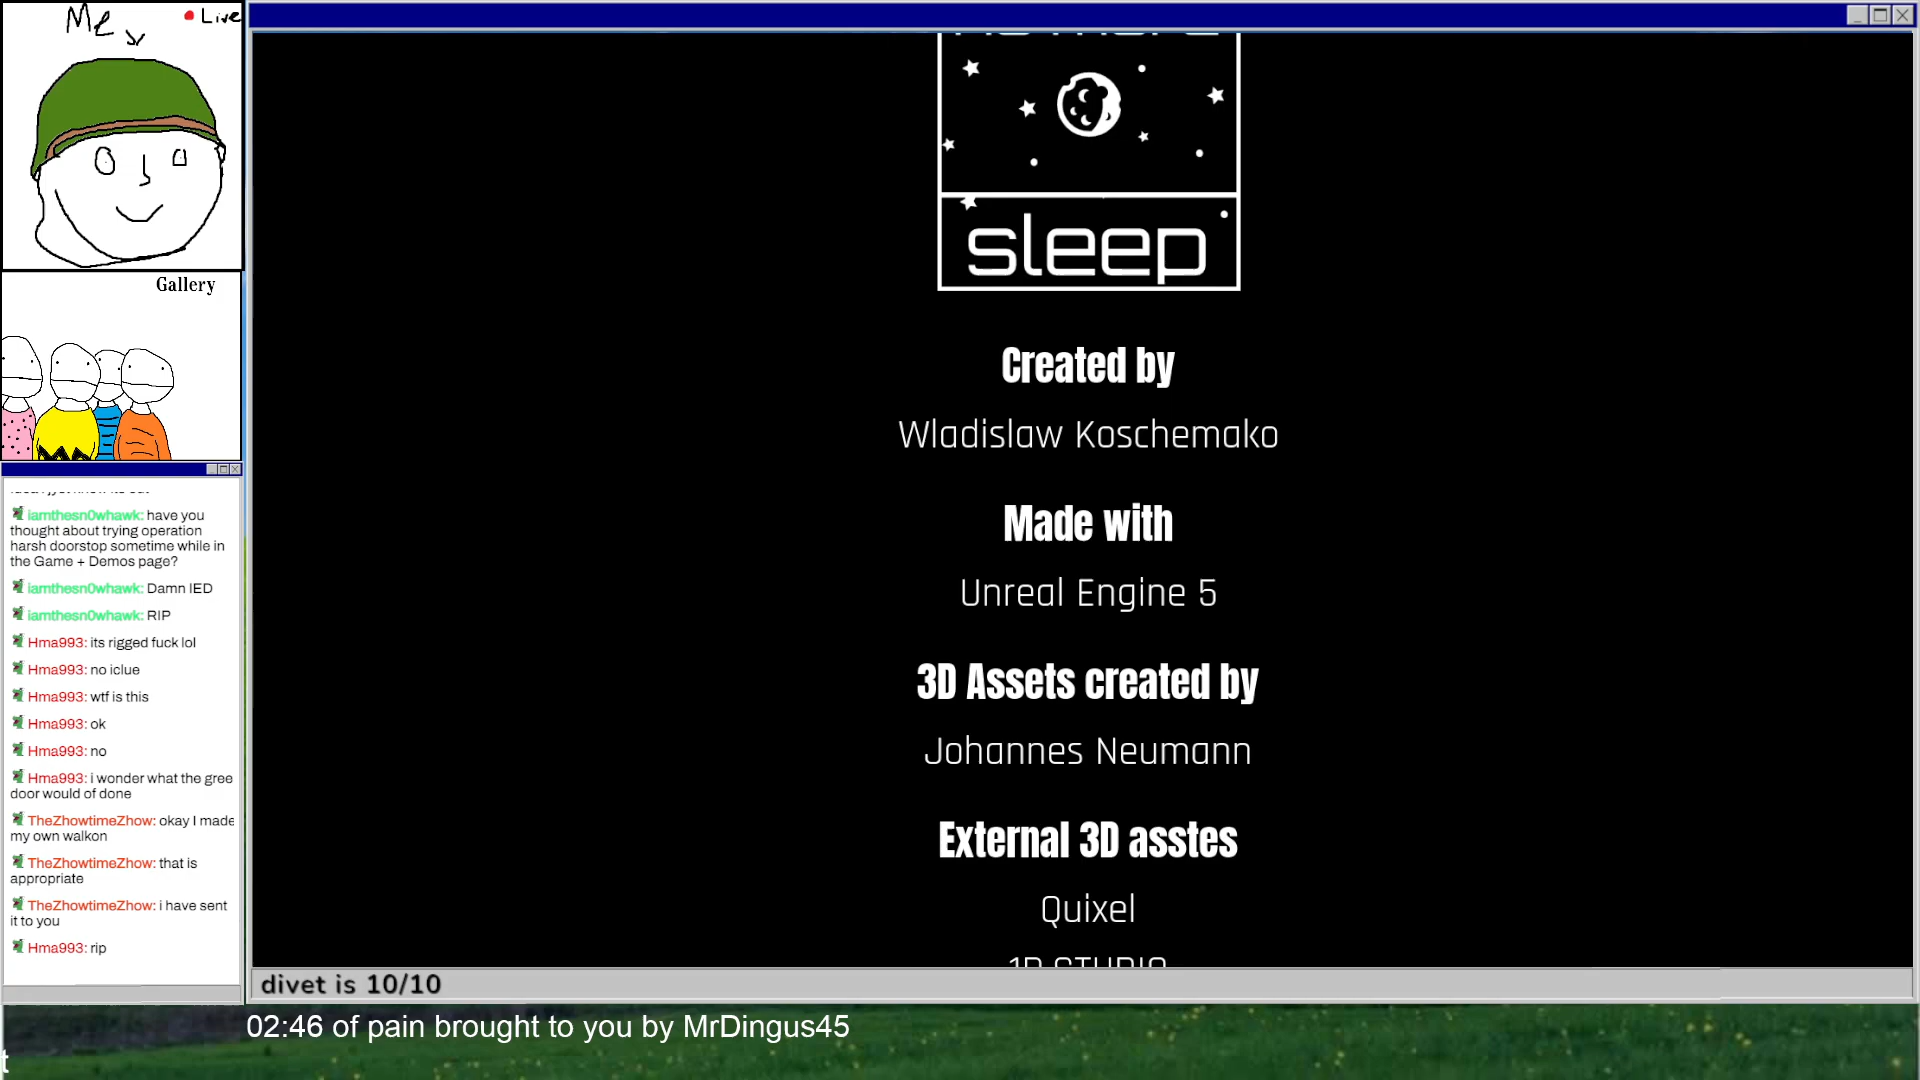 Me
Live
Gallery
iamthesn0whawk: have you
thought about trying operation
harsh doorstop sometime while in
the Game + Demos page?
iamthesn0whawk: Damn IED
iamthesn0whawk: RIP
Hma993: its rigged fuck lol
Hma993: no iclue
Hma993: wtf is this
Hma993: ok
Hma993: no
Hma993: i wonder what the gree
door would of done
TheZhowtimeZhow: okay I made
my own walkon
TheZhowtimeZhow: that is
appropriate
TheZhowtimeZhow: i have sent
it to you
Hma993: rip
sleep
Created by
Wladislaw Koschemako
Made with
Unreal Engine 5
3D Assets created by
Johannes Neumann
External 3D asstes
Quixel
divet is 10/10
02:46 of pain brought to you by MrDingus45
t